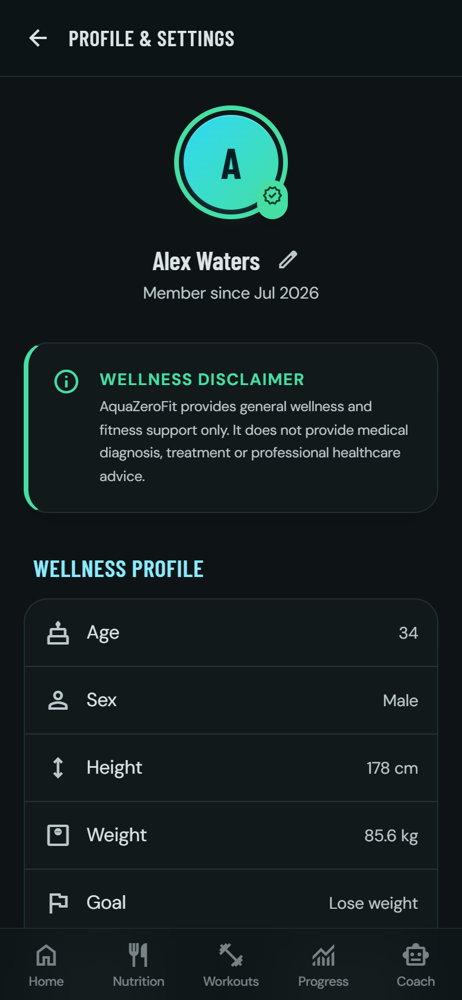 PROFILE & SETTINGS
A
Alex Waters
Member since Jul 2026
WELLNESS DISCLAIMER
AquaZeroFit provides general wellness and
fitness support only. It does not provide medical
diagnosis, treatment or professional healthcare
advice.
WELLNESS PROFILE
Age 34
Sex Male
Height 178 cm
Weight 85.6 kg
Goal Lose weight
Home Nutrition Workouts Progress Coach